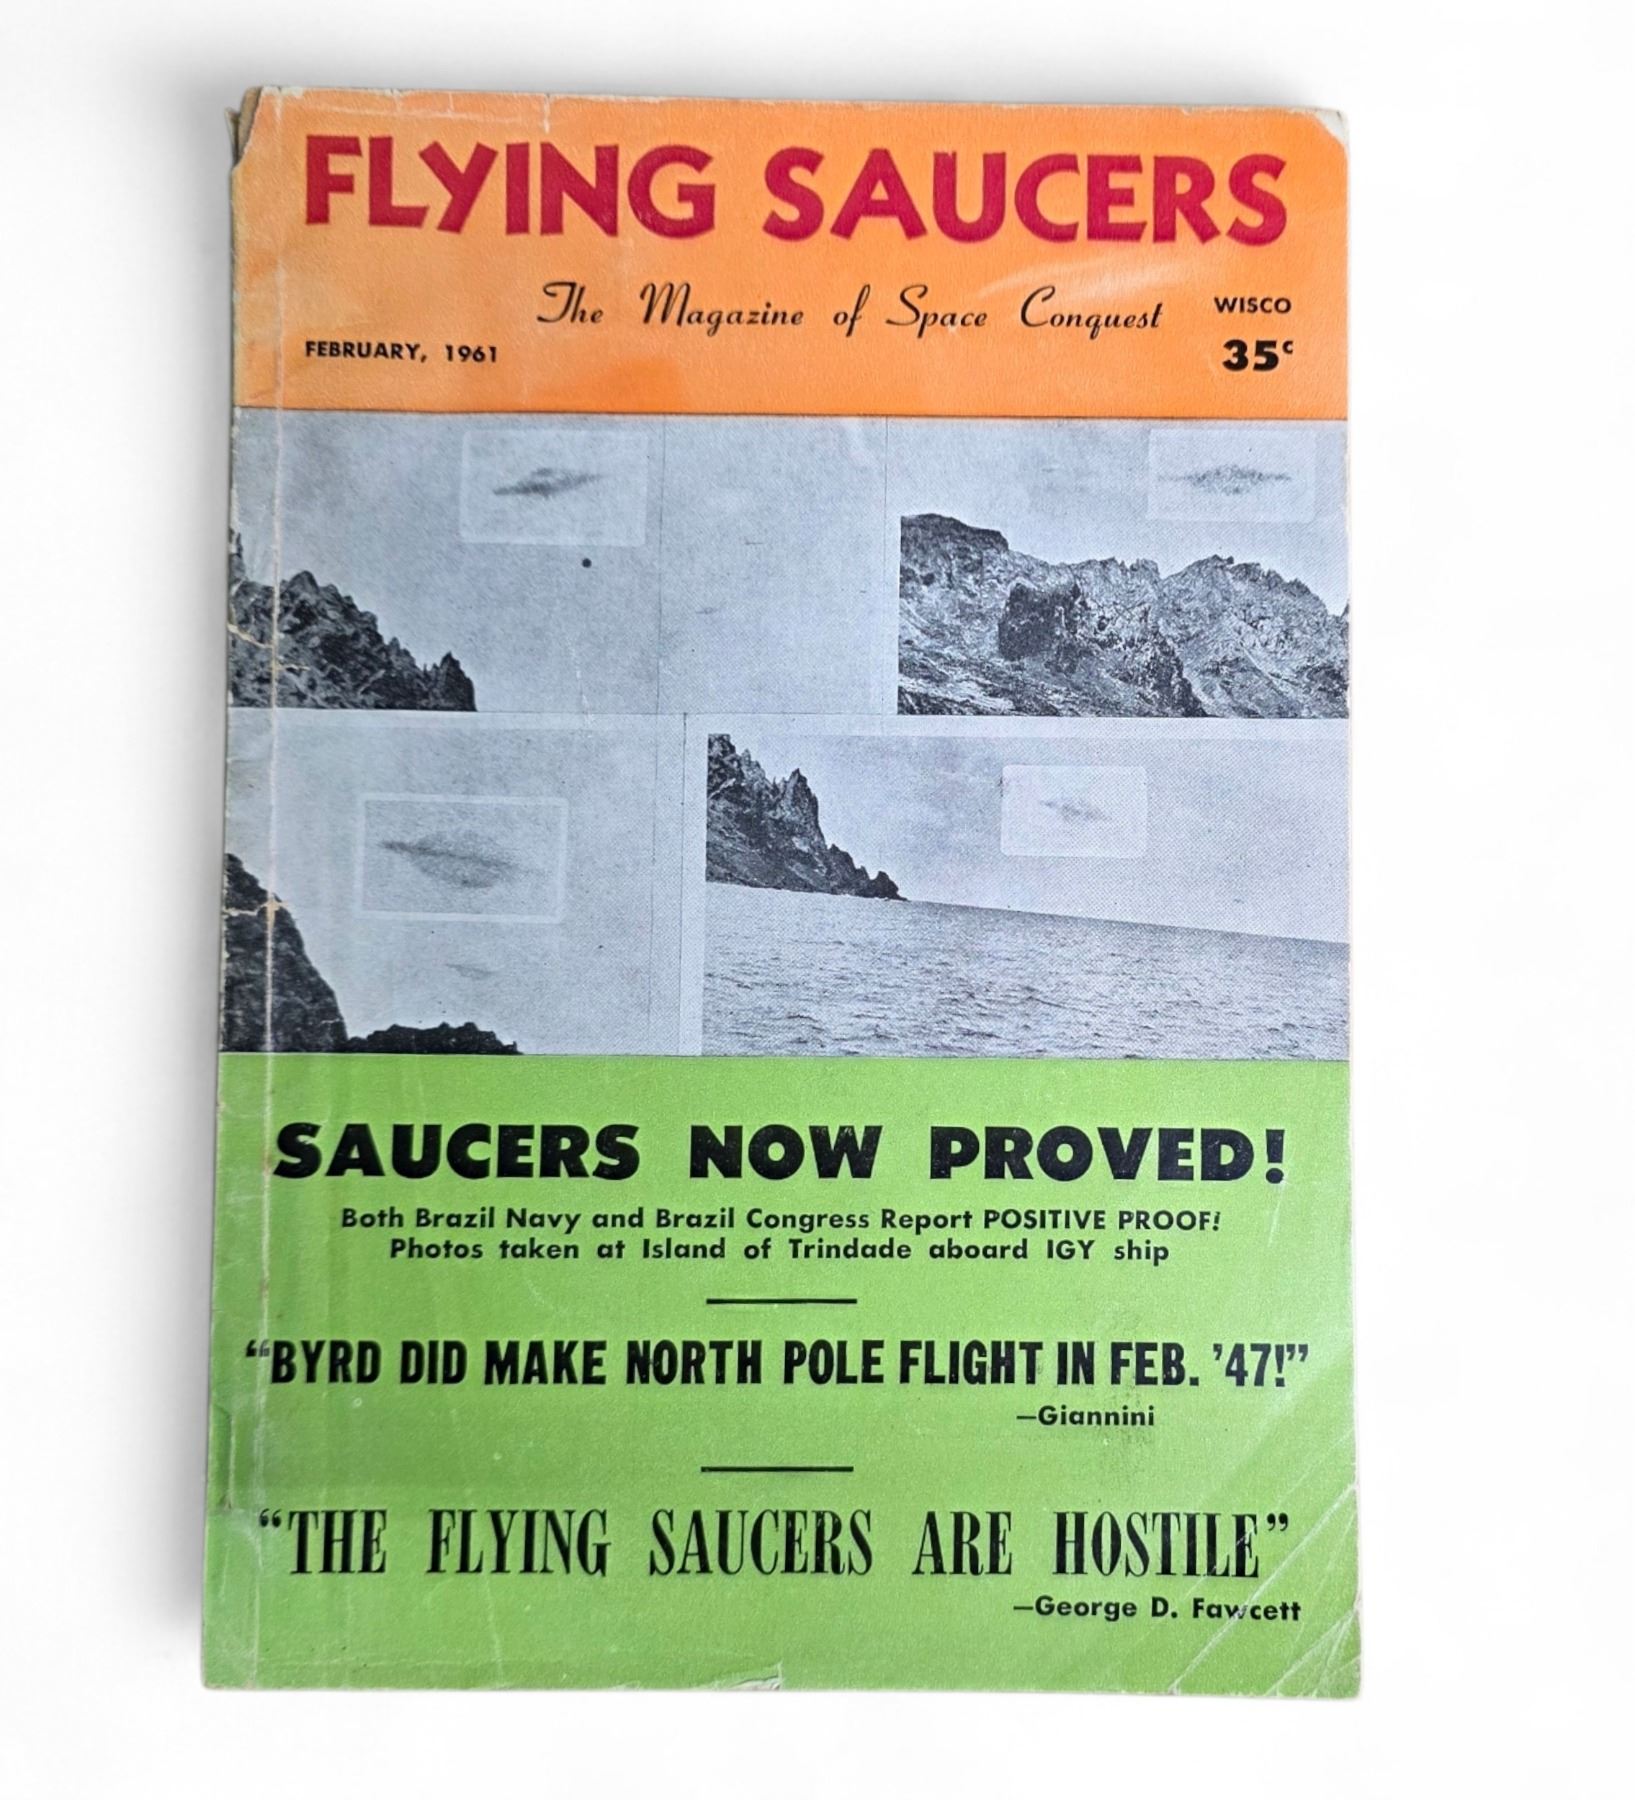 FLYING SAUCERS
The Magazine of Space Conquest
WISCO
FEBRUARY, 1961
35c
SAUCERS NOW PROVED!
Both Brazil Navy and Brazil Congress Report POSITIVE PROOF!
Photos taken at Island of Trindade aboard IGY ship
“BYRD DID MAKE NORTH POLE FLIGHT IN FEB. ’47!”
—Giannini
“THE FLYING SAUCERS ARE HOSTILE”
—George D. Fawcett